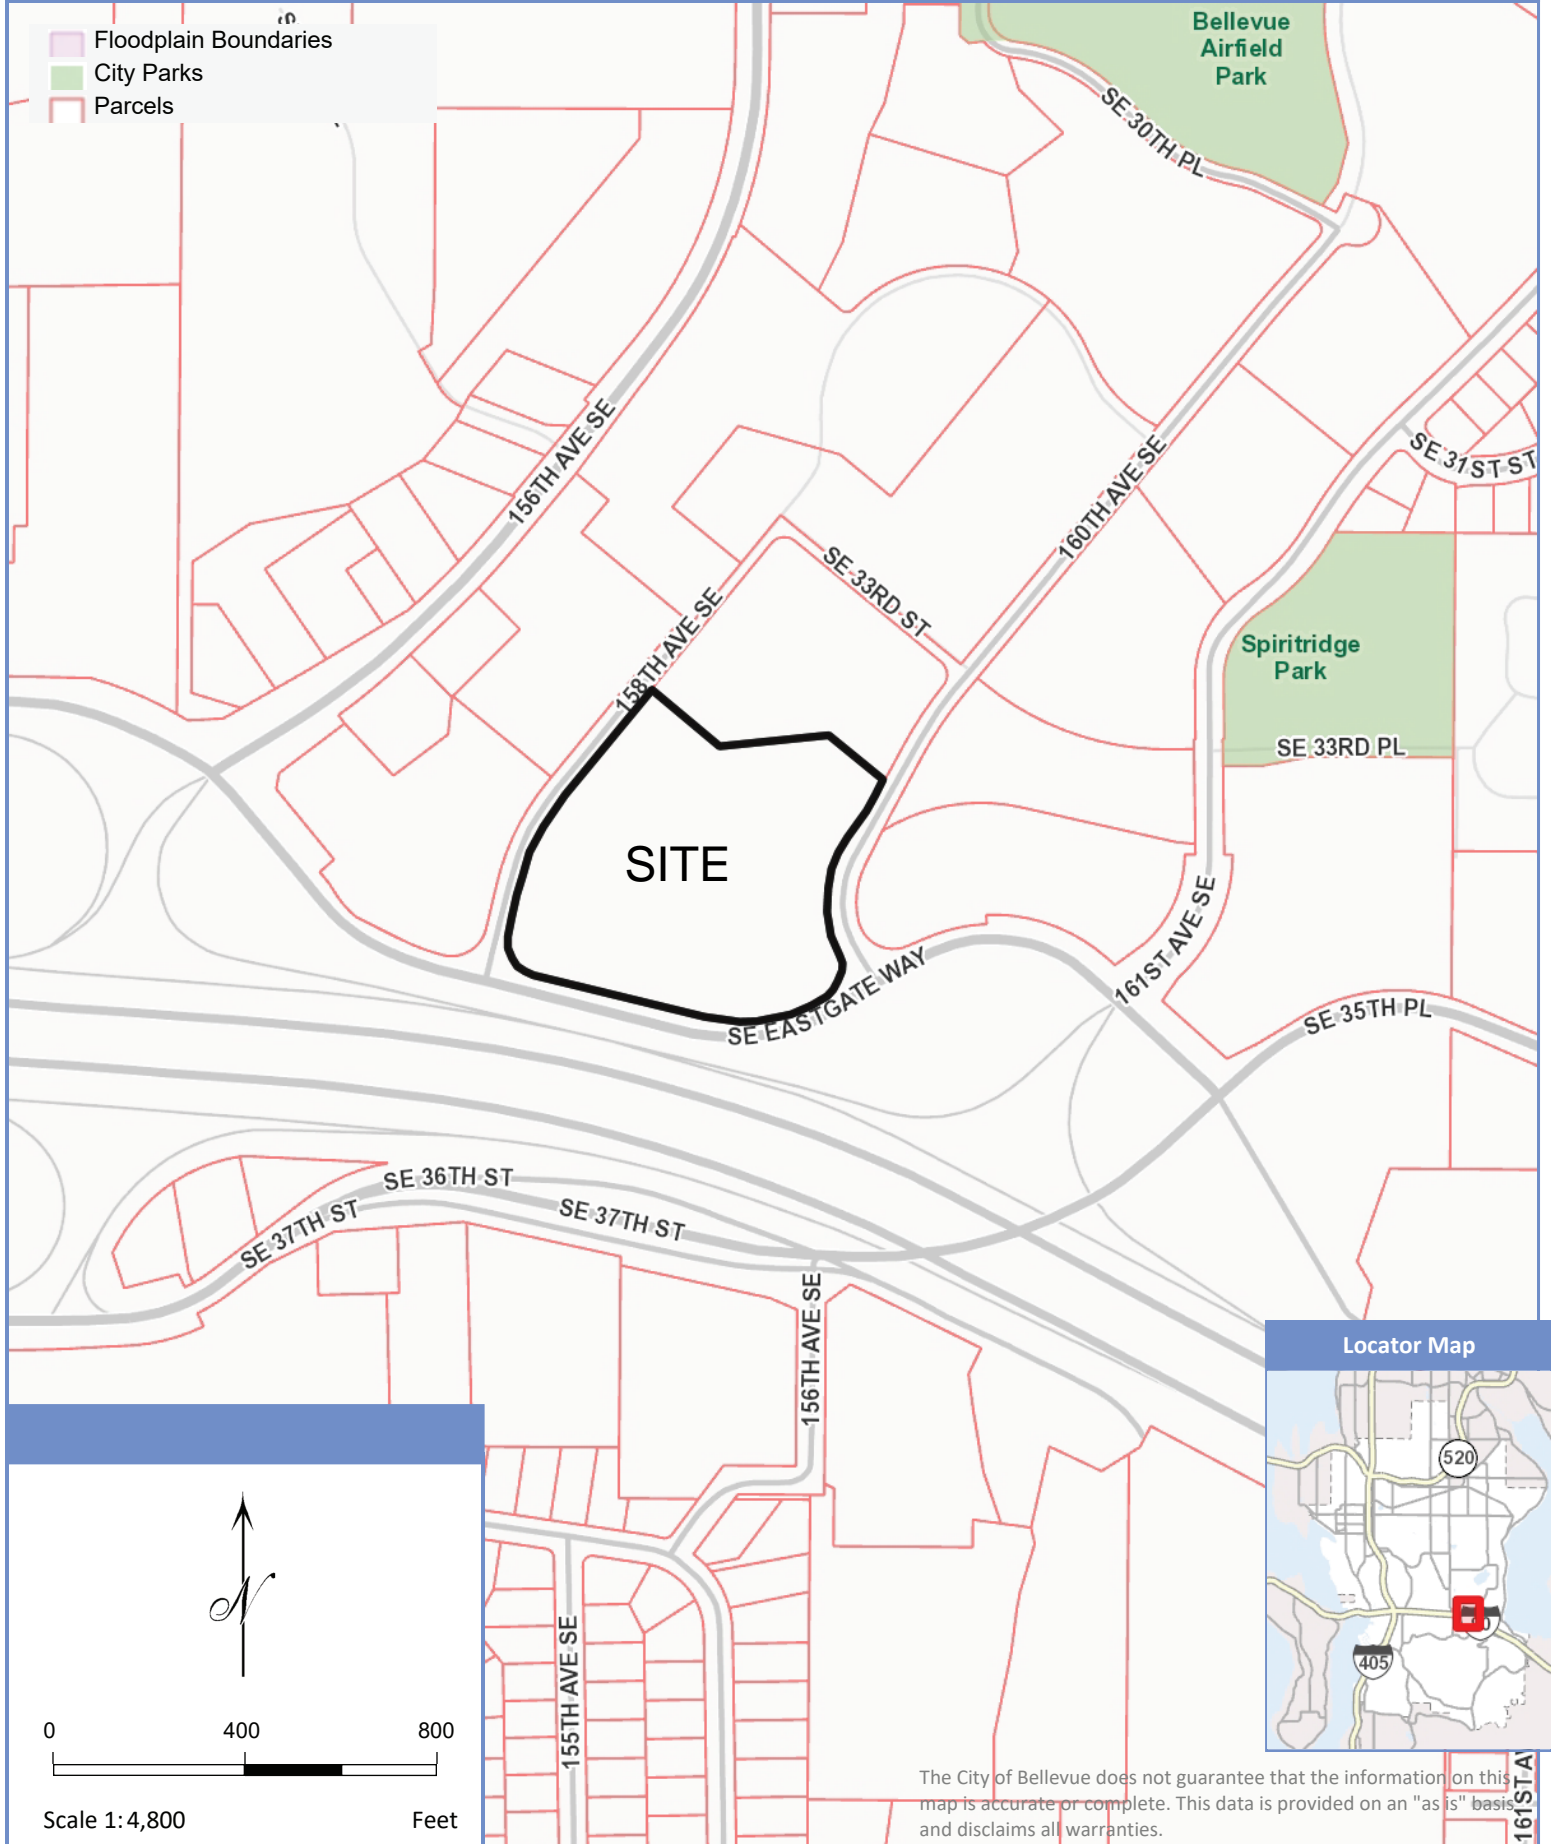 Floodplain Boundaries
City Parks
Parcels
Bellevue
Airfield
Park
SE 30TH PL
156TH AVE SE
SE 31ST ST
160TH AVE SE
SE 33RD ST
158TH AVE SE
Spiritridge
Park
SE 33RD PL
SITE
161ST AVE SE
SE EASTGATE WAY
SE 35TH PL
SE 36TH ST
SE 37TH ST
SE 37TH ST
156TH AVE SE
155TH AVE SE
Locator Map
520
405
N
0 400 800
Scale 1: 4,800 Feet
The City of Bellevue does not guarantee that the information on this
map is accurate or complete. This data is provided on an "as is" basis
and disclaims all warranties.
161ST AV